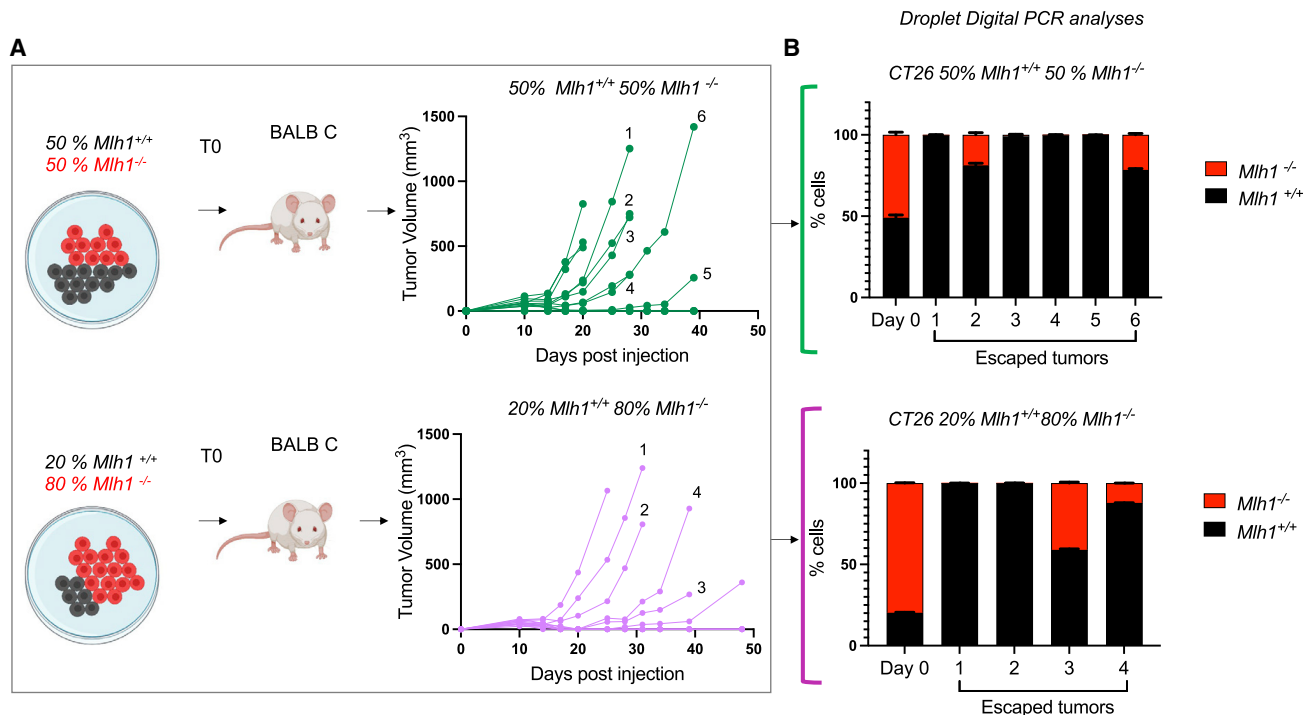 A
50 % Mlh1+/+
50 % Mlh1-/-
T0
BALB C
50% Mlh1+/+ 50% Mlh1 -/-
Tumor Volume (mm3)
1500
1000
500
0
0 10 20 30 40 50
Days post injection
1
2
3
4
5
6
20 % Mlh1 +/+
80 % Mlh1 -/-
T0
BALB C
20% Mlh1+/+ 80% Mlh1-/-
Tumor Volume (mm3)
1500
1000
500
0
0 10 20 30 40 50
Days post injection
1
2
4
3
B
Droplet Digital PCR analyses
CT26 50% Mlh1+/+ 50 % Mlh1-/-
% cells
100
50
0
Day 0 1 2 3 4 5 6
Escaped tumors
Mlh1 -/-
Mlh1 +/+
CT26 20% Mlh1+/+80% Mlh1-/-
% cells
100
50
0
Day 0 1 2 3 4
Escaped tumors
Mlh1-/-
Mlh1+/+